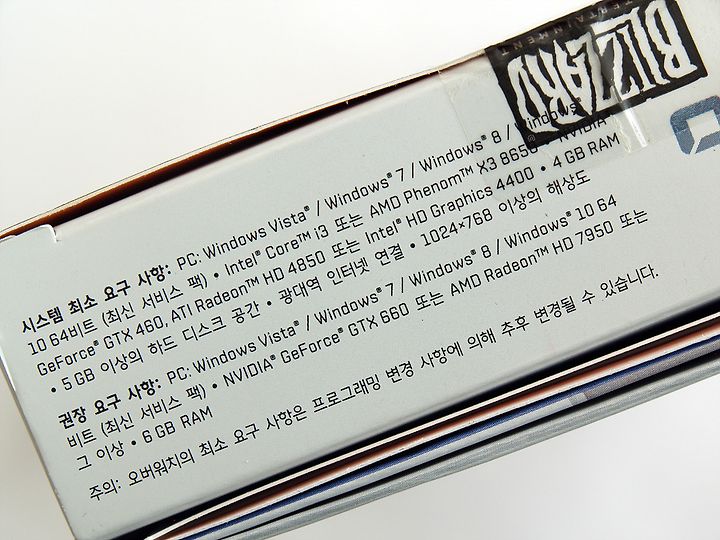 BLIZZARD
ENTERTAINMENT
시스템 최소 요구 사항: PC: Windows Vista® / Windows® 7 / Windows® 8 / Windows®
10 64비트 (최신 서비스 팩) • Intel® Core™ i3 또는 AMD Phenom™ X3 8650 • NVIDIA®
GeForce® GTX 460, ATI Radeon™ HD 4850 또는 Intel® HD Graphics 4400 • 4 GB RAM
• 5 GB 이상의 하드 디스크 공간 • 광대역 인터넷 연결 • 1024×768 이상의 해상도
권장 요구 사항: PC: Windows Vista® / Windows® 7 / Windows® 8 / Windows® 10 64
비트 (최신 서비스 팩) • NVIDIA® GeForce® GTX 660 또는 AMD Radeon™ HD 7950 또는
그 이상 • 6 GB RAM
주의: 오버워치의 최소 요구 사항은 프로그래밍 변경 사항에 의해 추후 변경될 수 있습니다.